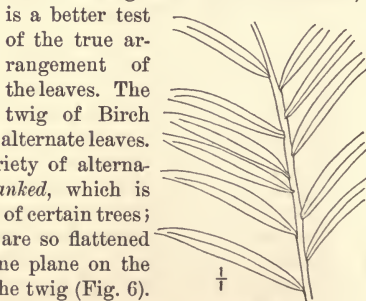 is a better test
of the true ar-
rangement of
the leaves. The
twig of Birch
alternate leaves.
riety of alterna-
anked, which is
of certain trees;
are so flattened
ne plane on the
he twig (Fig. 6).
1/1